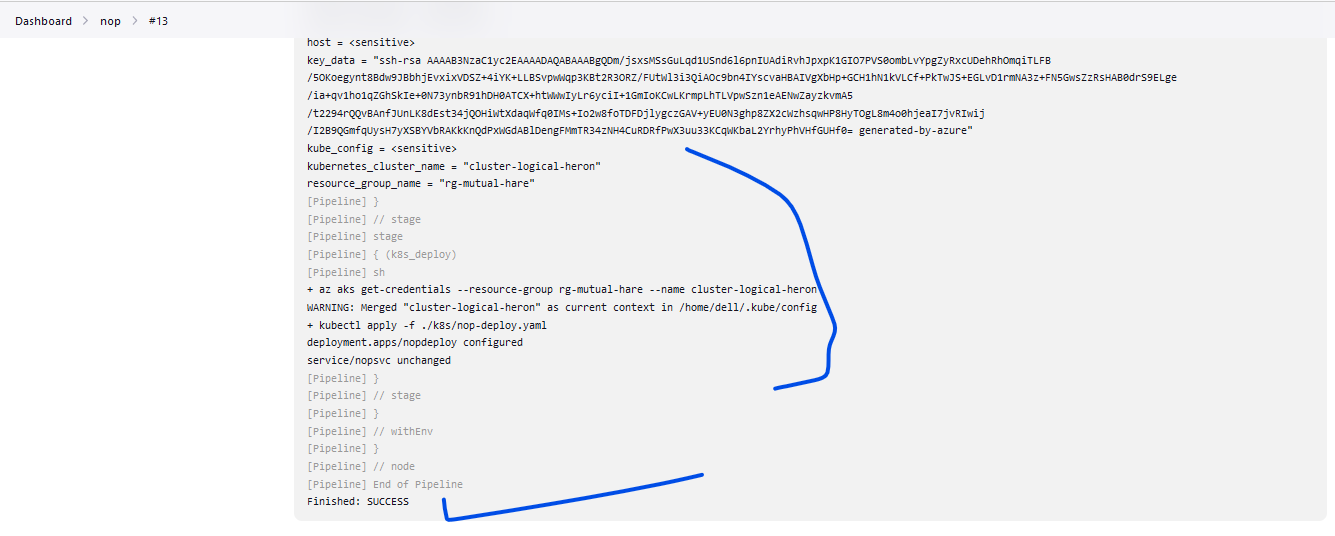 Dashboard > nop > #13
host = <sensitive>
key_data = "ssh-rsa AAAAB3NzaC1yc2EAAAADAQABAAABgQDm/jsxsMSsGuLqd1USnd6l6pnIUAdiRvhJpxpK1GIO7PVS0ombLvYpgZyRxcUDehRhOmqiTLFB
/5OKoegynt8Bdw9JBbhjEvxixVDSZ+4iYK+LLBSvpwWqp3KBt2R3ORZ/FUtwl3i3QiAOc9bn4IYscvaHBAIVgXbHp+GCH1hN1kVLCf+PkTwJS+EGLvD1rmNA3z+FN5GwsZzRsHAB0drS9ELge
/ia+qv1ho1qZGhSkIe+0N73ynbR91hDH0ATCX+htWWwIyLr6yciI+1GmIoKCwLKrmpLhTLVpwSzn1eAENwZayzkvmA5
/t2294rQQvBAnfJUnLK8dEst34jQOHiWtXdaqWfq0IMs+Io2w8foTDFDjlygczGAV+yEU0N3ghp8ZX2cWzhsqwHP8HyTOgL8m4o0hjeaI7jvRIwij
/I2B9QGmfqUysH7yXSBYVbRAKkKnQdPxWGdABlDengFMmTR34zNH4CuRDRfPwX3uu33KCqWKbaL2YrhyPhVHfGUHf0= generated-by-azure"
kube_config = <sensitive>
kubernetes_cluster_name = "cluster-logical-heron"
resource_group_name = "rg-mutual-hare"
[Pipeline] }
[Pipeline] // stage
[Pipeline] stage
[Pipeline] { (k8s_deploy)
[Pipeline] sh
+ az aks get-credentials --resource-group rg-mutual-hare --name cluster-logical-heron
WARNING: Merged "cluster-logical-heron" as current context in /home/dell/.kube/config
+ kubectl apply -f ./k8s/nop-deploy.yaml
deployment.apps/nopdeploy configured
service/nopsvc unchanged
[Pipeline] }
[Pipeline] // stage
[Pipeline] }
[Pipeline] // withEnv
[Pipeline] }
[Pipeline] // node
[Pipeline] End of Pipeline
Finished: SUCCESS